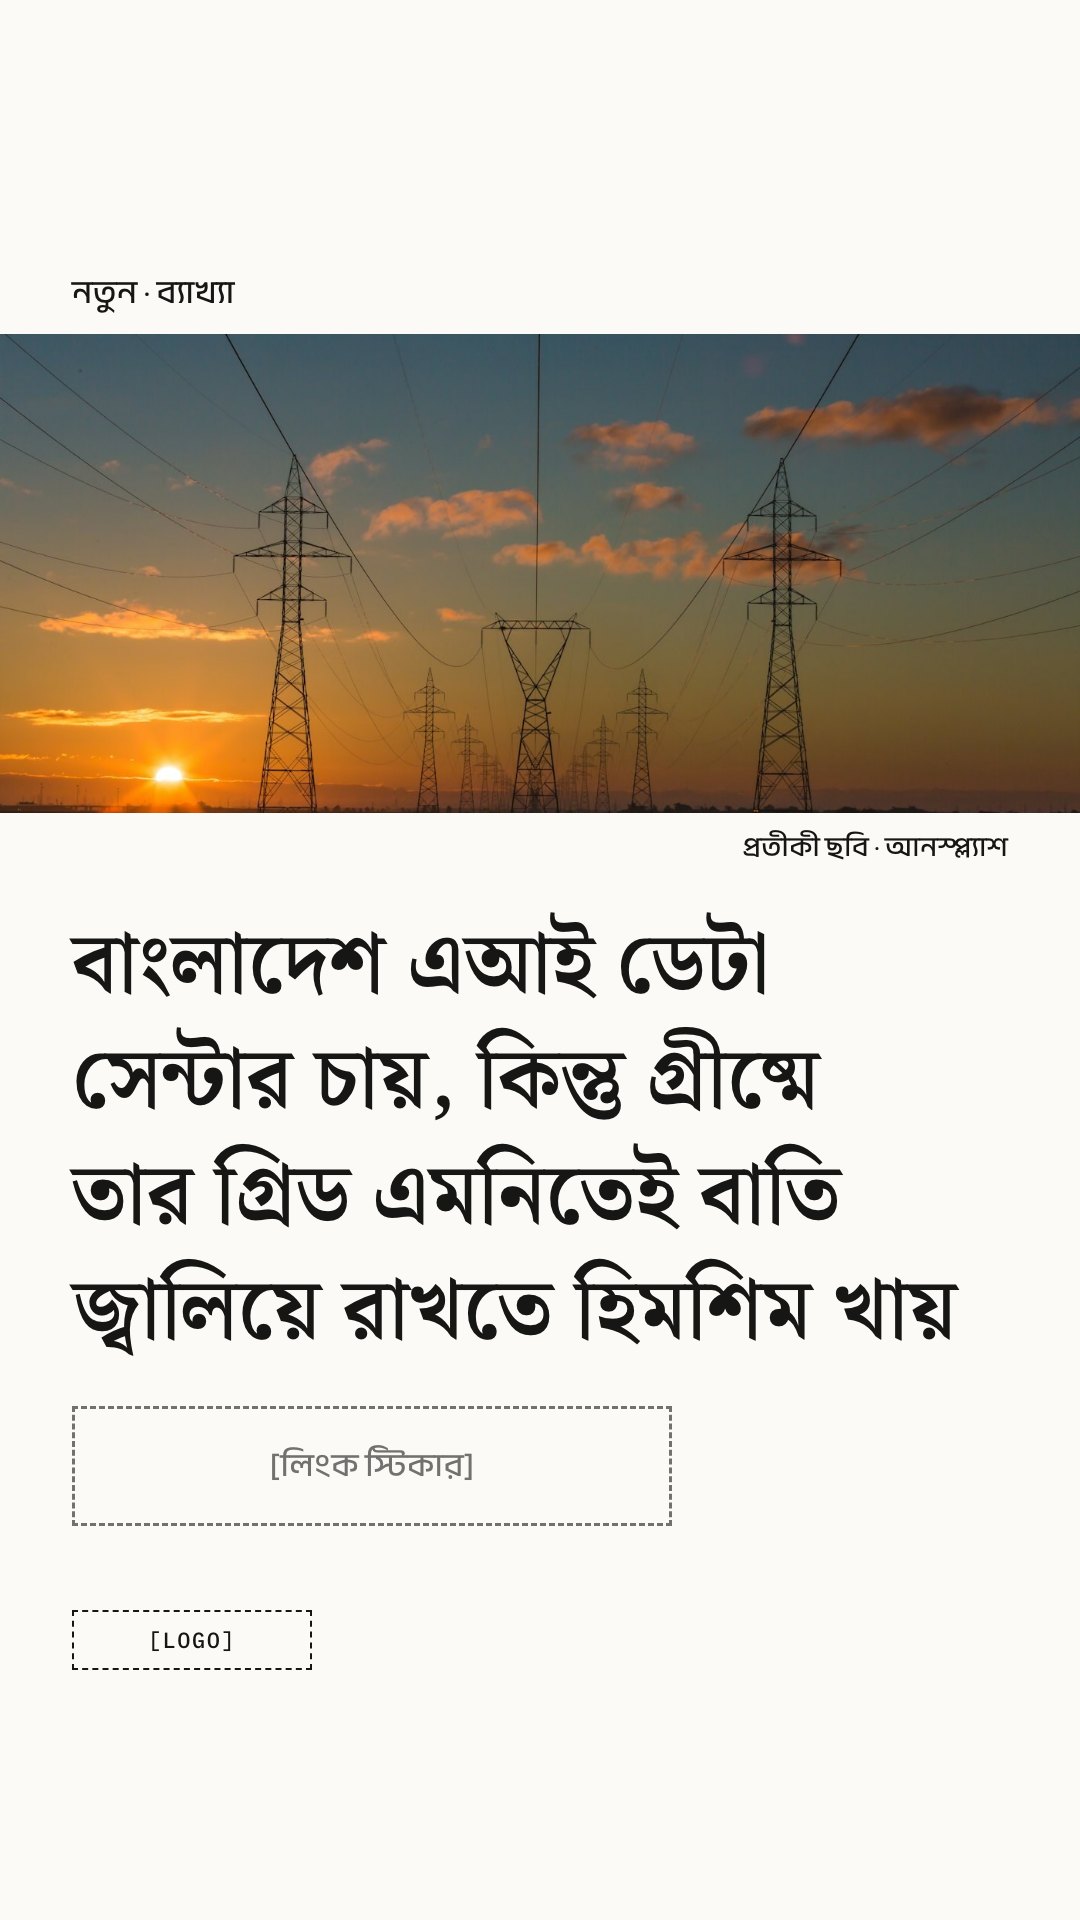 নতুন · ব্যাখ্যা
প্রতীকী ছবি · আনস্প্ল্যাশ
বাংলাদেশ এআই ডেটা
সেন্টার চায়, কিন্তু গ্রীষ্মে
তার গ্রিড এমনিতেই বাতি
জ্বালিয়ে রাখতে হিমশিম খায়
[লিংক স্টিকার]
[LOGO]